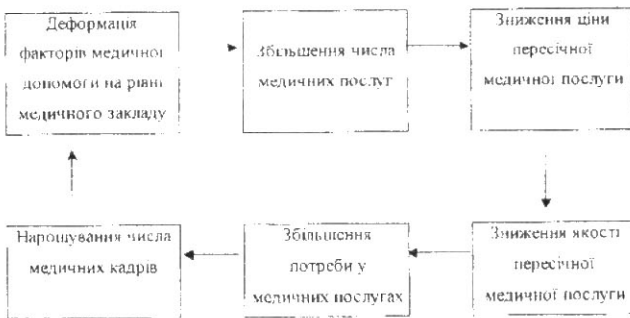 Деформація
факторів медичної
допомоги на рівні
медичного закладу
Збільшення числа
медичних послуг
Зниження ціни
пересічної
медичної послуги
Нарощування числа
медичних кадрів
Збільшення
потреби у
медичних послугах
Зниження якості
пересічної
медичної послуги